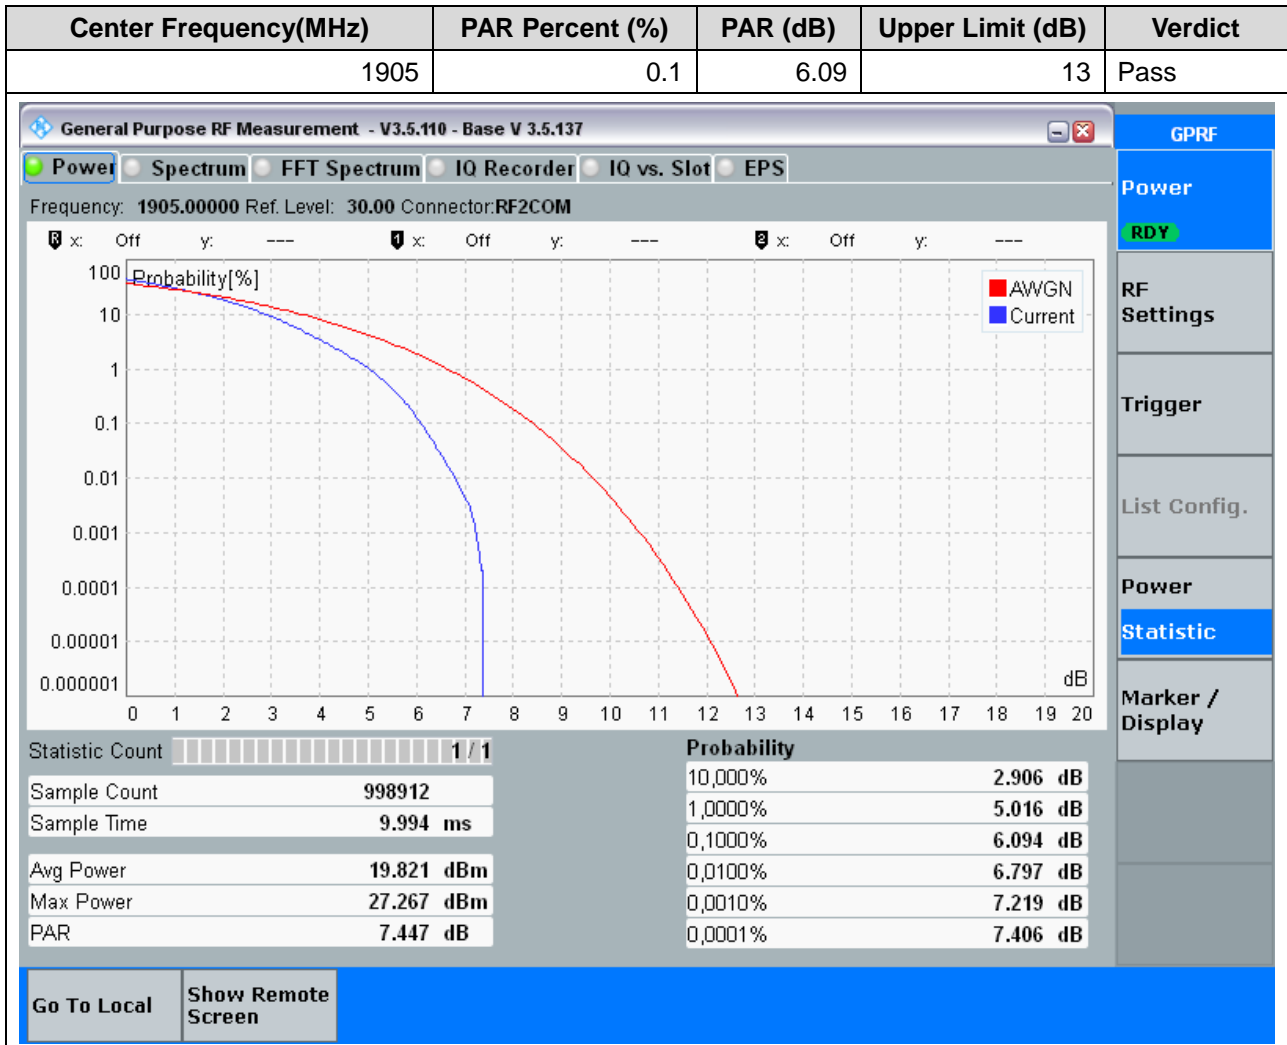 Center Frequency(MHz) PAR Percent (%) PAR (dB) Upper Limit (dB) Verdict
1905 0.1 6.09 13 Pass
General Purpose RF Measurement - V3.5.110 - Base V 3.5.137
Power Spectrum FFT Spectrum IQ Recorder IQ vs. Slot EPS
Frequency: 1905.00000 Ref. Level: 30.00 Connector:RF2COM
R x: Off y: --- 1 x: Off y: --- 2 x: Off y: ---
Probability[%]
100
10
1
0.1
0.01
0.001
0.0001
0.00001
0.000001
AWGN
Current
dB
0 1 2 3 4 5 6 7 8 9 10 11 12 13 14 15 16 17 18 19 20
Statistic Count 1 / 1
Sample Count 998912
Sample Time 9.994 ms
Avg Power 19.821 dBm
Max Power 27.267 dBm
PAR 7.447 dB
Probability
10,000% 2.906 dB
1,0000% 5.016 dB
0,1000% 6.094 dB
0,0100% 6.797 dB
0,0010% 7.219 dB
0,0001% 7.406 dB
GPRF
Power
RDY
RF
Settings
Trigger
List Config.
Power
Statistic
Marker /
Display
Go To Local
Show Remote
Screen